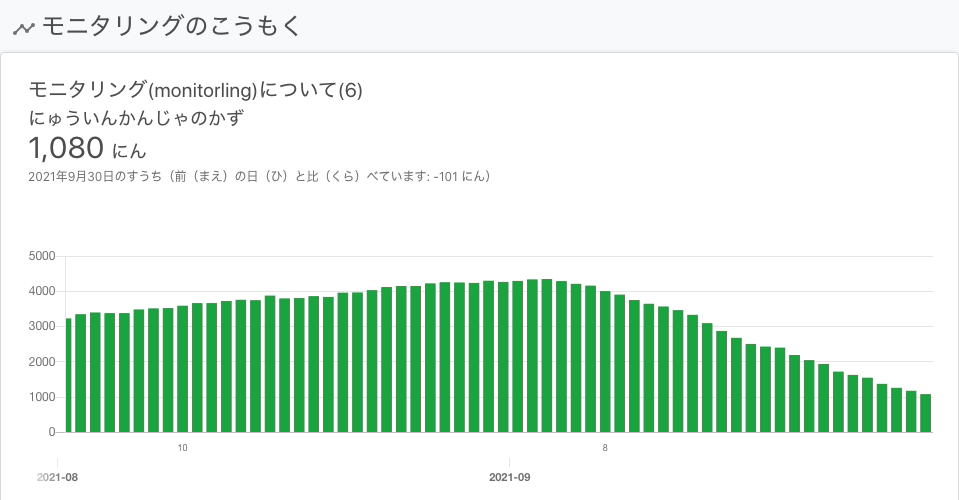 モニタリングのこうもく
モニタリング(monitorling)について(6)
にゅういんかんじゃのかず
1,080 にん
2021年9月30日のすうち（前（まえ）の日（ひ）と比（くら）べています: -101 にん）
5000
4000
3000
2000
1000
0
10 8
2021-08 2021-09